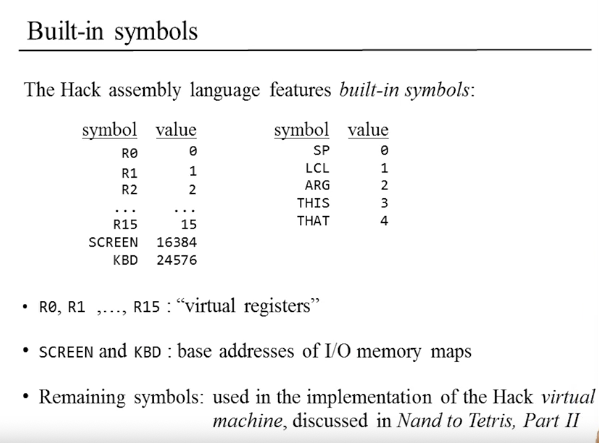 Built-in symbols
The Hack assembly language features built-in symbols:
symbol value symbol value
R0 0 SP 0
R1 1 LCL 1
R2 2 ARG 2
... ... THIS 3
R15 15 THAT 4
SCREEN 16384
KBD 24576
• R0, R1 ,..., R15 : “virtual registers”
• SCREEN and KBD : base addresses of I/O memory maps
• Remaining symbols: used in the implementation of the Hack virtual
machine, discussed in Nand to Tetris, Part II